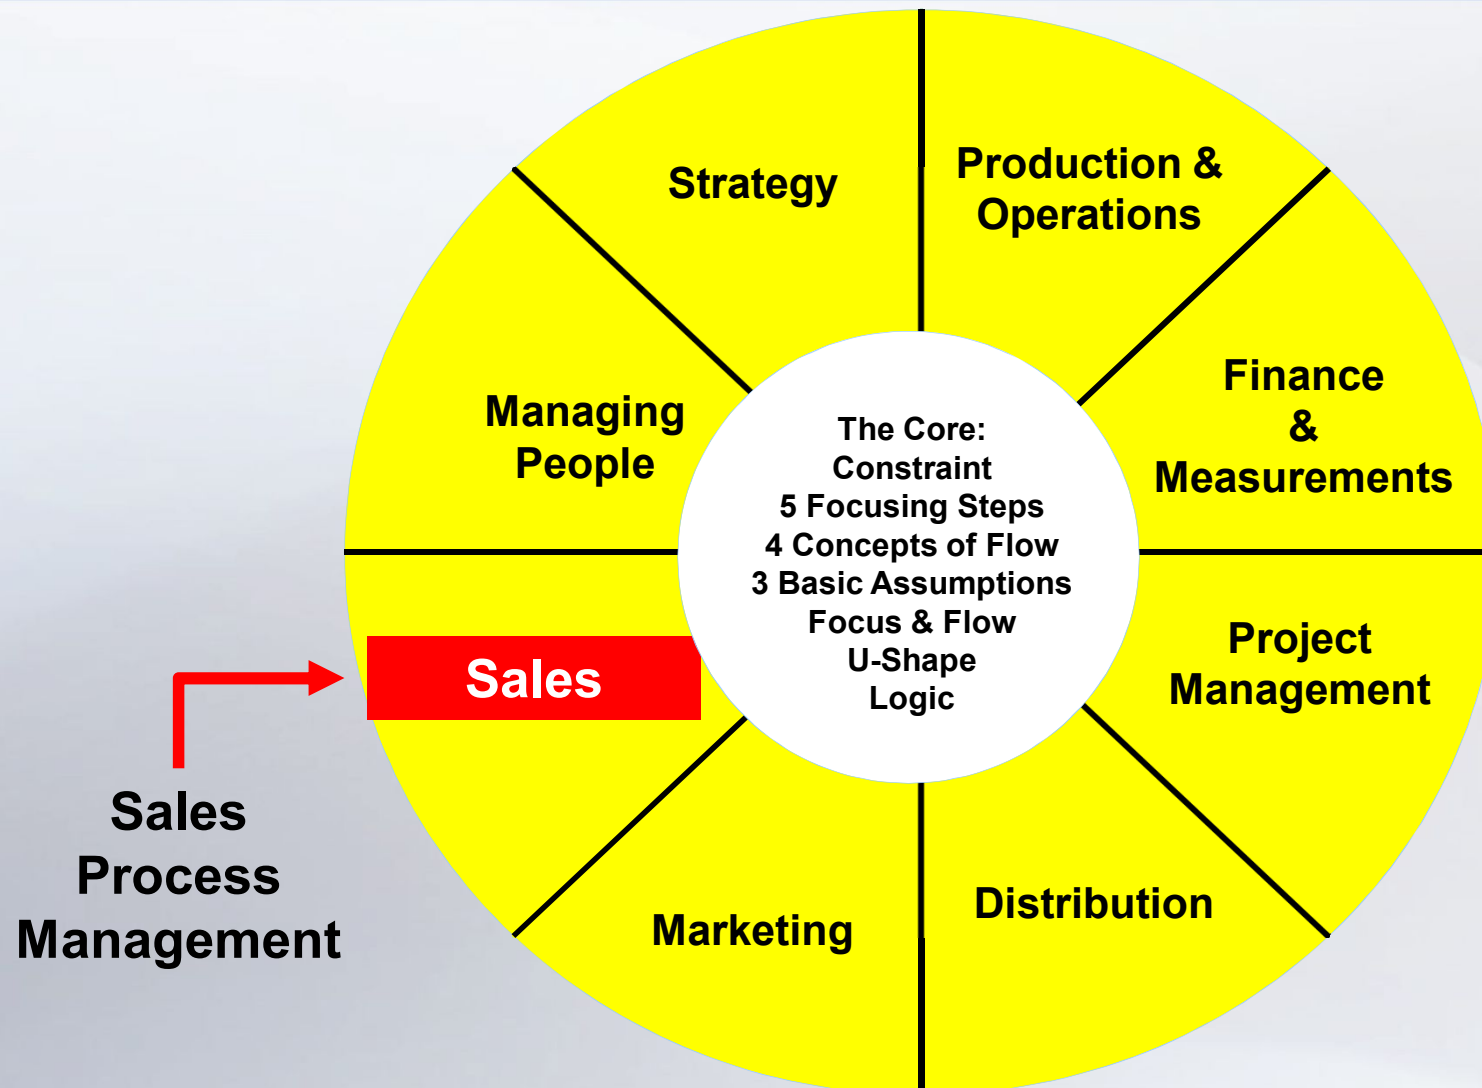 Strategy
Production &
Operations
Finance
&
Measurements
Project
Management
Distribution
Marketing
Sales
Managing
People
The Core:
Constraint
5 Focusing Steps
4 Concepts of Flow
3 Basic Assumptions
Focus & Flow
U-Shape
Logic
Sales
Process
Management